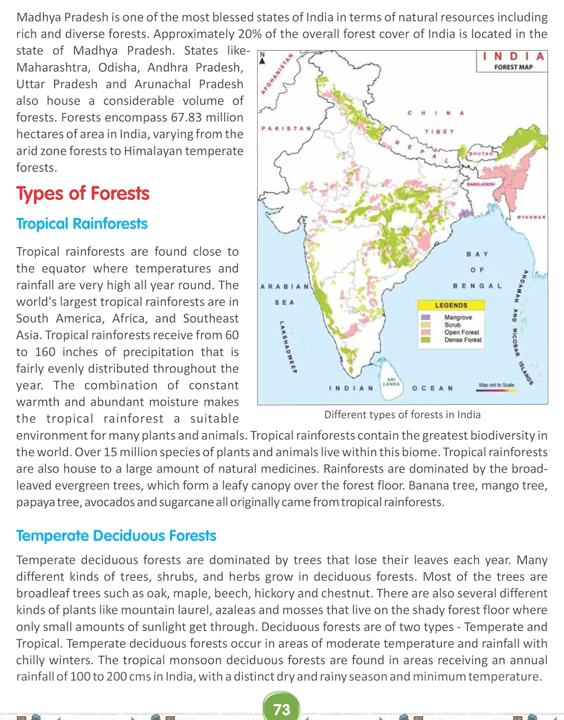 Madhya Pradesh is one of the most blessed states of India in terms of natural resources including
rich and diverse forests. Approximately 20% of the overall forest cover of India is located in the
state of Madhya Pradesh. States like-
Maharashtra, Odisha, Andhra Pradesh,
Uttar Pradesh and Arunachal Pradesh
also house a considerable volume of
forests. Forests encompass 67.83 million
hectares of area in India, varying from the
arid zone forests to Himalayan temperate
forests.
Types of Forests
Tropical Rainforests
Tropical rainforests are found close to
the equator where temperatures and
rainfall are very high all year round. The
world's largest tropical rainforests are in
South America, Africa, and Southeast
Asia. Tropical rainforests receive from 60
to 160 inches of precipitation that is
fairly evenly distributed throughout the
year. The combination of constant
warmth and abundant moisture makes
the tropical rainforest a suitable
INDIA
FOREST MAP
N
AFGHANISTAN
PAKISTAN
CHINA
TIBET
NEPAL
BHUTAN
BANGLADESH
MYANMAR
BAY
OF
BENGAL
ARABIAN
SEA
LAKSHADWEEP
ANDAMAN AND NICOBAR ISLANDS
LEGENDS
Mangrove
Scrub
Open Forest
Dense Forest
SRI
LANKA
INDIAN OCEAN
Map not to Scale
Different types of forests in India
environment for many plants and animals. Tropical rainforests contain the greatest biodiversity in
the world. Over 15 million species of plants and animals live within this biome. Tropical rainforests
are also house to a large amount of natural medicines. Rainforests are dominated by the broad-
leaved evergreen trees, which form a leafy canopy over the forest floor. Banana tree, mango tree,
papaya tree, avocados and sugarcane all originally came from tropical rainforests.
Temperate Deciduous Forests
Temperate deciduous forests are dominated by trees that lose their leaves each year. Many
different kinds of trees, shrubs, and herbs grow in deciduous forests. Most of the trees are
broadleaf trees such as oak, maple, beech, hickory and chestnut. There are also several different
kinds of plants like mountain laurel, azaleas and mosses that live on the shady forest floor where
only small amounts of sunlight get through. Deciduous forests are of two types - Temperate and
Tropical. Temperate deciduous forests occur in areas of moderate temperature and rainfall with
chilly winters. The tropical monsoon deciduous forests are found in areas receiving an annual
rainfall of 100 to 200 cms in India, with a distinct dry and rainy season and minimum temperature.
73